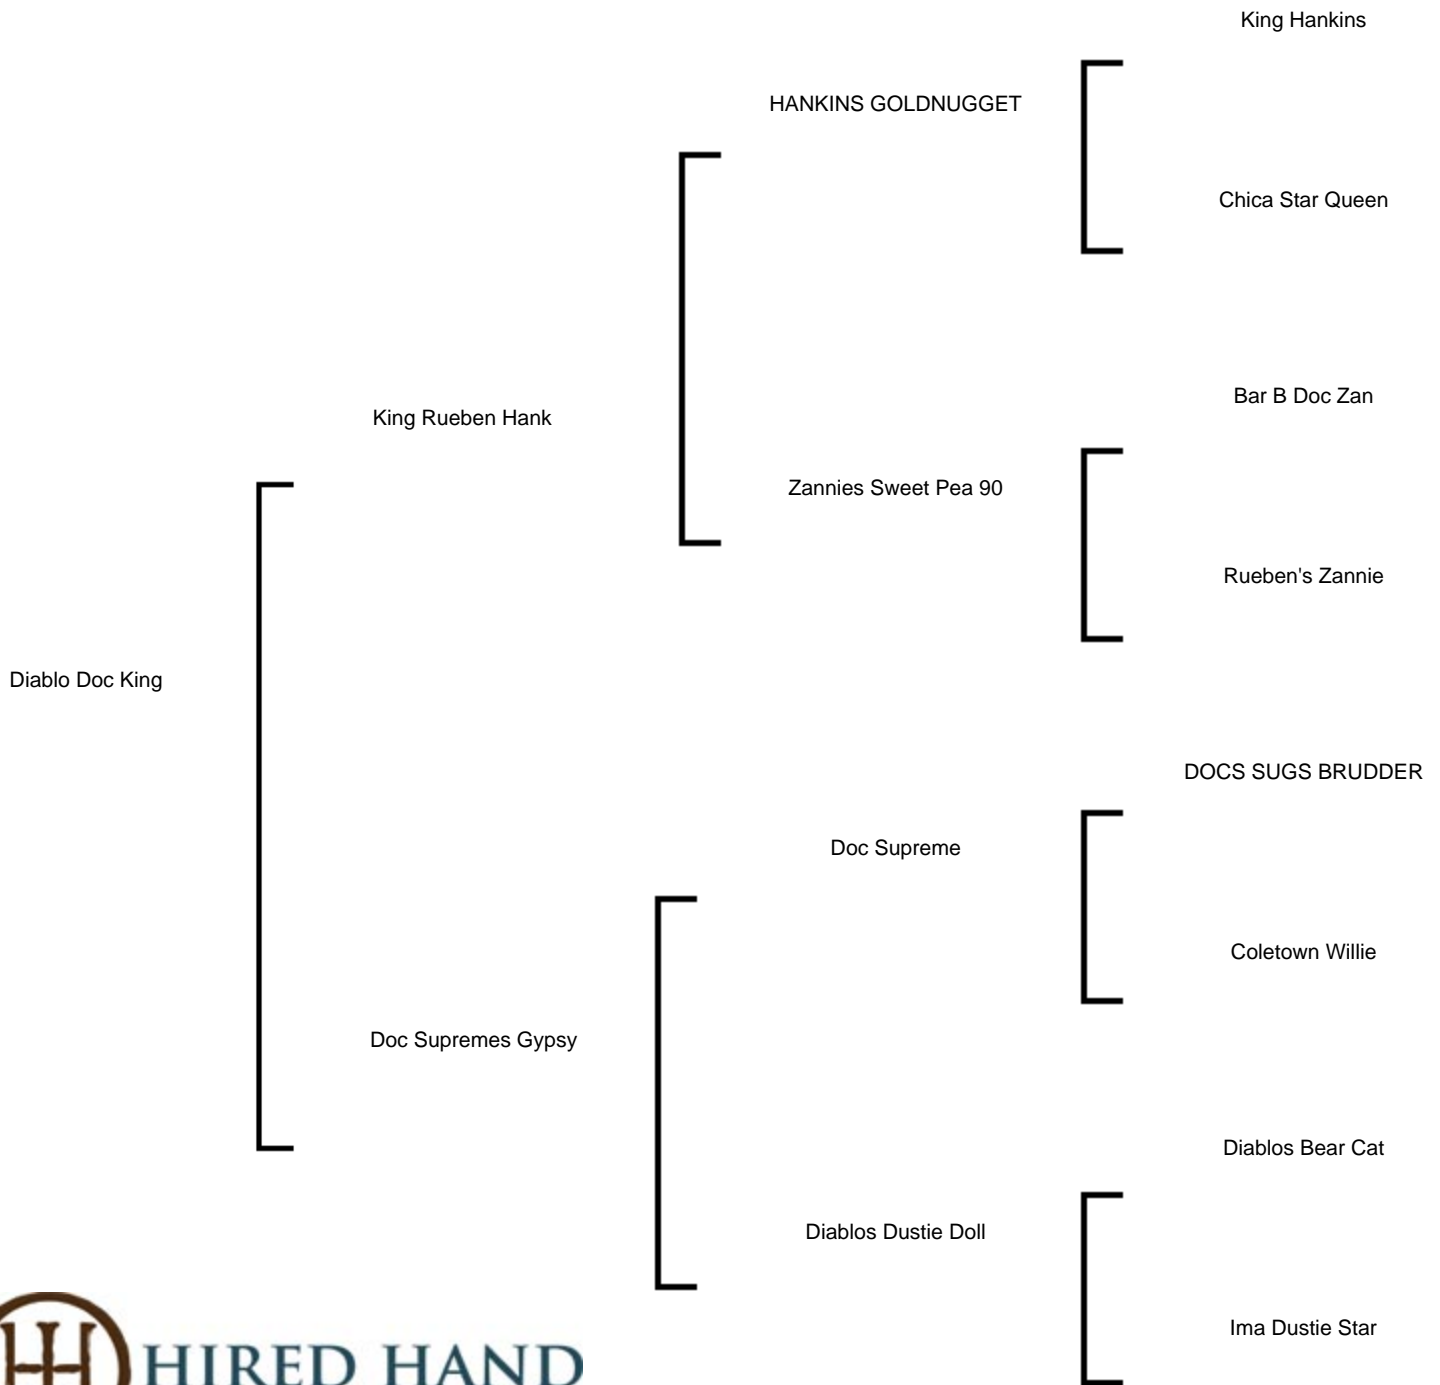 King Hankins
HANKINS GOLDNUGGET
Chica Star Queen
Bar B Doc Zan
King Rueben Hank
Zannies Sweet Pea 90
Rueben's Zannie
Diablo Doc King
DOCS SUGS BRUDDER
Doc Supreme
Coletown Willie
Doc Supremes Gypsy
Diablos Bear Cat
Diablos Dustie Doll
Ima Dustie Star
HIRED HAND